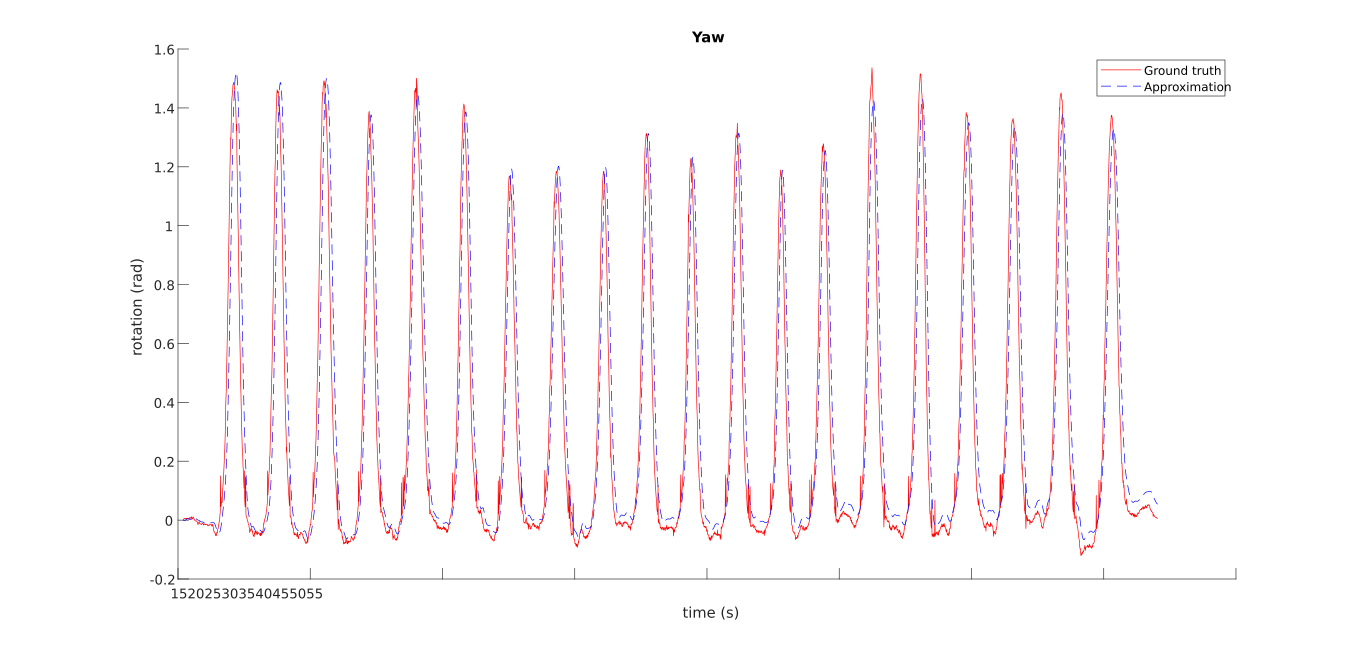 Yaw
1.6
Ground truth
Approximation
1.4
1.2
1
0.8
rotation (rad)
0.6
0.4
0.2
0
-0.2
152025303540455055
time (s)